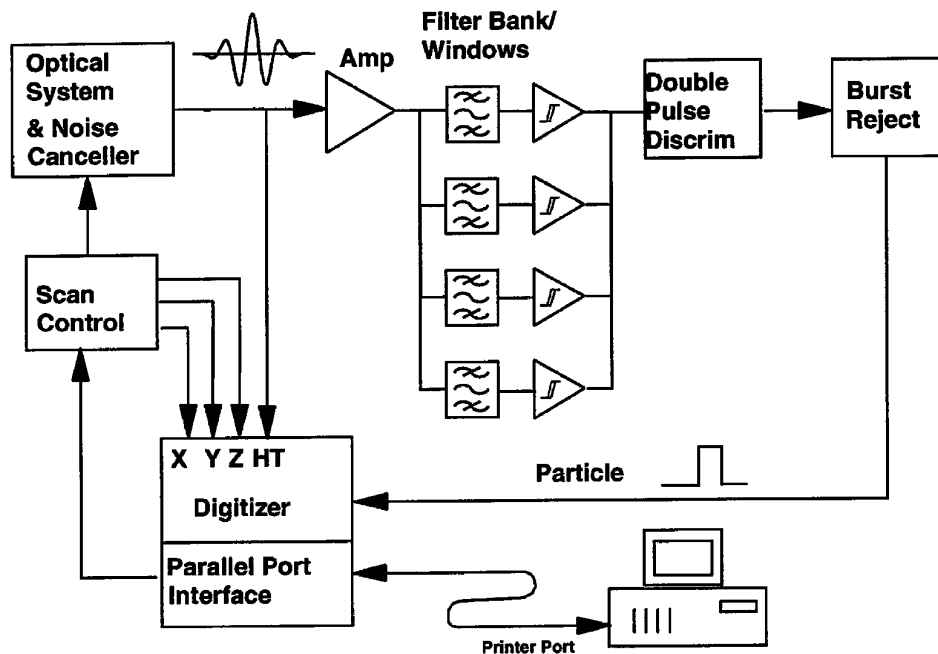 Filter Bank/
Windows
Optical
System
& Noise
Canceller
Amp
Double
Pulse
Discrim
Burst
Reject
Scan
Control
X Y Z HT
Digitizer
Particle
Parallel Port
Interface
Printer Port